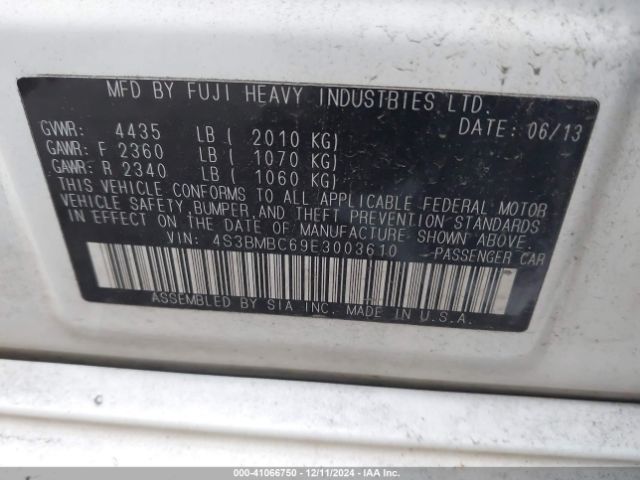 MFD BY FUJI HEAVY INDUSTRIES LTD.
DATE: 06/13
GVWR: 4435 LB ( 2010 KG)
GAWR: F 2360 LB ( 1070 KG)
GAWR: R 2340 LB ( 1060 KG)
THIS VEHICLE CONFORMS TO ALL APPLICABLE FEDERAL MOTOR
VEHICLE SAFETY, BUMPER AND THEFT PREVENTION STANDARDS
IN EFFECT ON THE DATE OF MANUFACTURE SHOWN ABOVE.
VIN: 4S3BMBC69E3003610 PASSENGER CAR
ASSEMBLED BY SIA INC. MADE IN U.S.A.
000-41066750 - 12/11/2024 - IAA Inc.